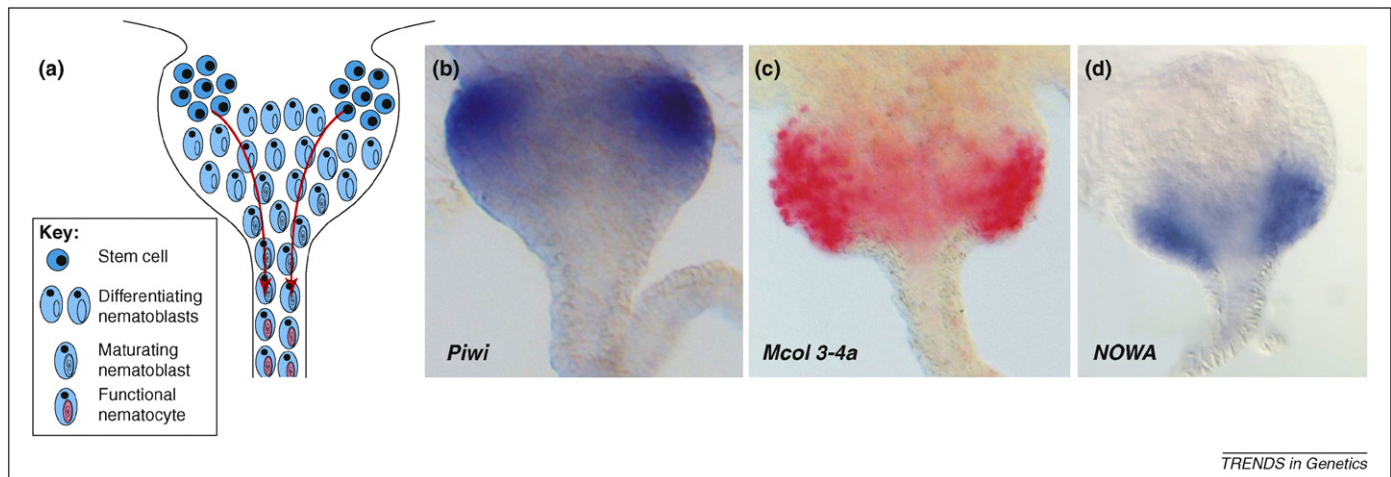 (a)
(b)
(c)
(d)
Key:
Stem cell
Differentiating
nematoblasts
Maturating
nematoblast
Functional
nematocyte
Piwi
Mcol 3-4a
NOWA
TRENDS in Genetics